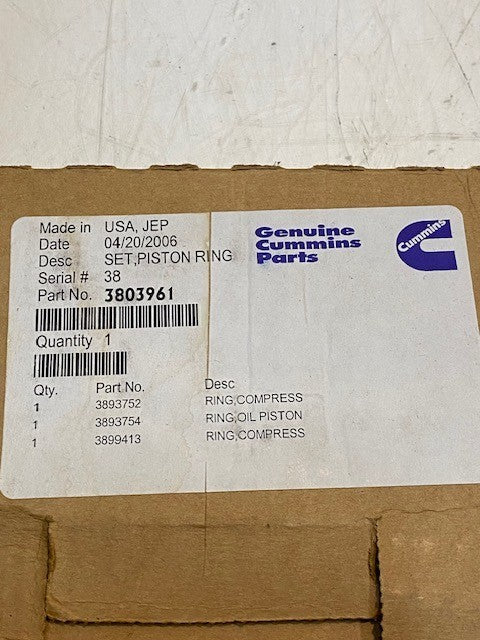 Made in USA, JEP
Date 04/20/2006
Desc SET,PISTON RING
Serial # 38
Part No. 3803961
Quantity 1
Genuine
Cummins
Parts
Cummins
Qty. Part No. Desc
1 3893752 RING,COMPRESS
1 3893754 RING,OIL PISTON
1 3899413 RING,COMPRESS